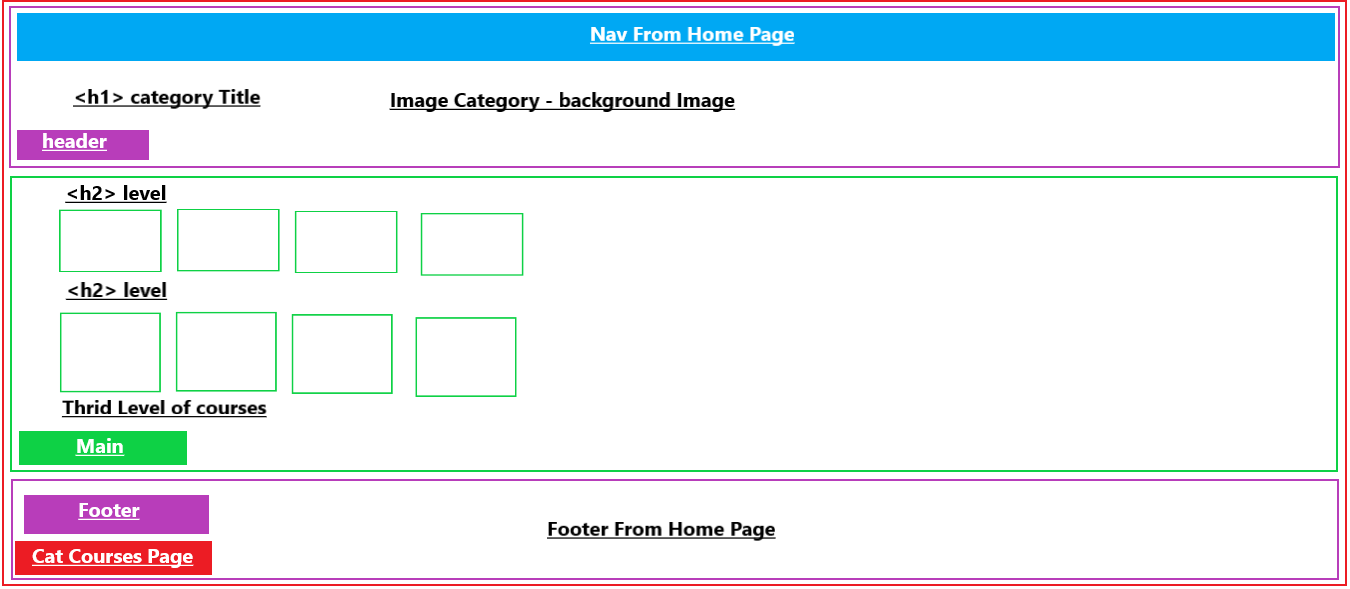 Nav From Home Page
<h1> category Title
Image Category - background Image
header
<h2> level
<h2> level
Thrid Level of courses
Main
Footer
Footer From Home Page
Cat Courses Page